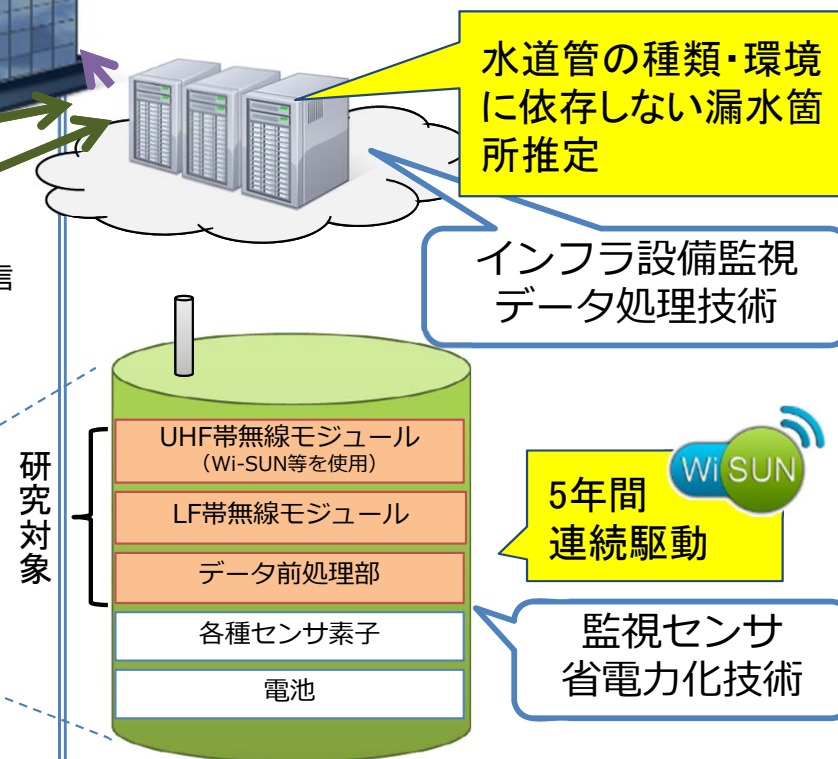 水道管の種類・環境
に依存しない漏水箇
所推定
インフラ設備監視
データ処理技術
信
研究対象
UHF帯無線モジュール
（Wi-SUN等を使用）
LF帯無線モジュール
データ前処理部
各種センサ素子
電池
Wi SUN
5年間
連続駆動
監視センサ
省電力化技術